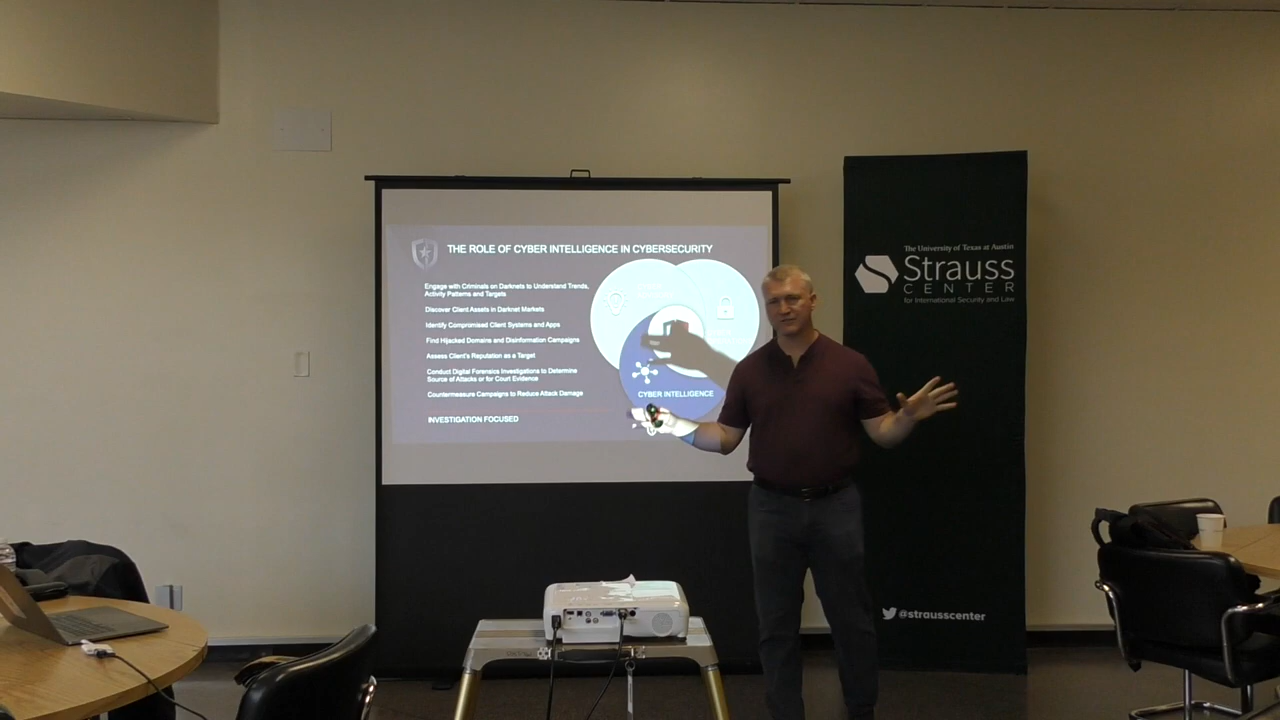 THE ROLE OF CYBER INTELLIGENCE IN CYBERSECURITY
Engage with Criminals on Darknets to Understand Trends,
Activity Patterns and Targets
Discover Client Assets in Darknet Markets
Identify Compromised Client Systems and Apps
Find Hijacked Domains and Disinformation Campaigns
Assess Client's Reputation as a Target
Conduct Digital Forensics Investigations to Determine
Source of Attacks or for Court Evidence
Countermeasure Campaigns to Reduce Attack Damage
INVESTIGATION FOCUSED
CYBER INTELLIGENCE
The University of Texas at Austin
Strauss
CENTER
for International Security and Law
@strausscenter